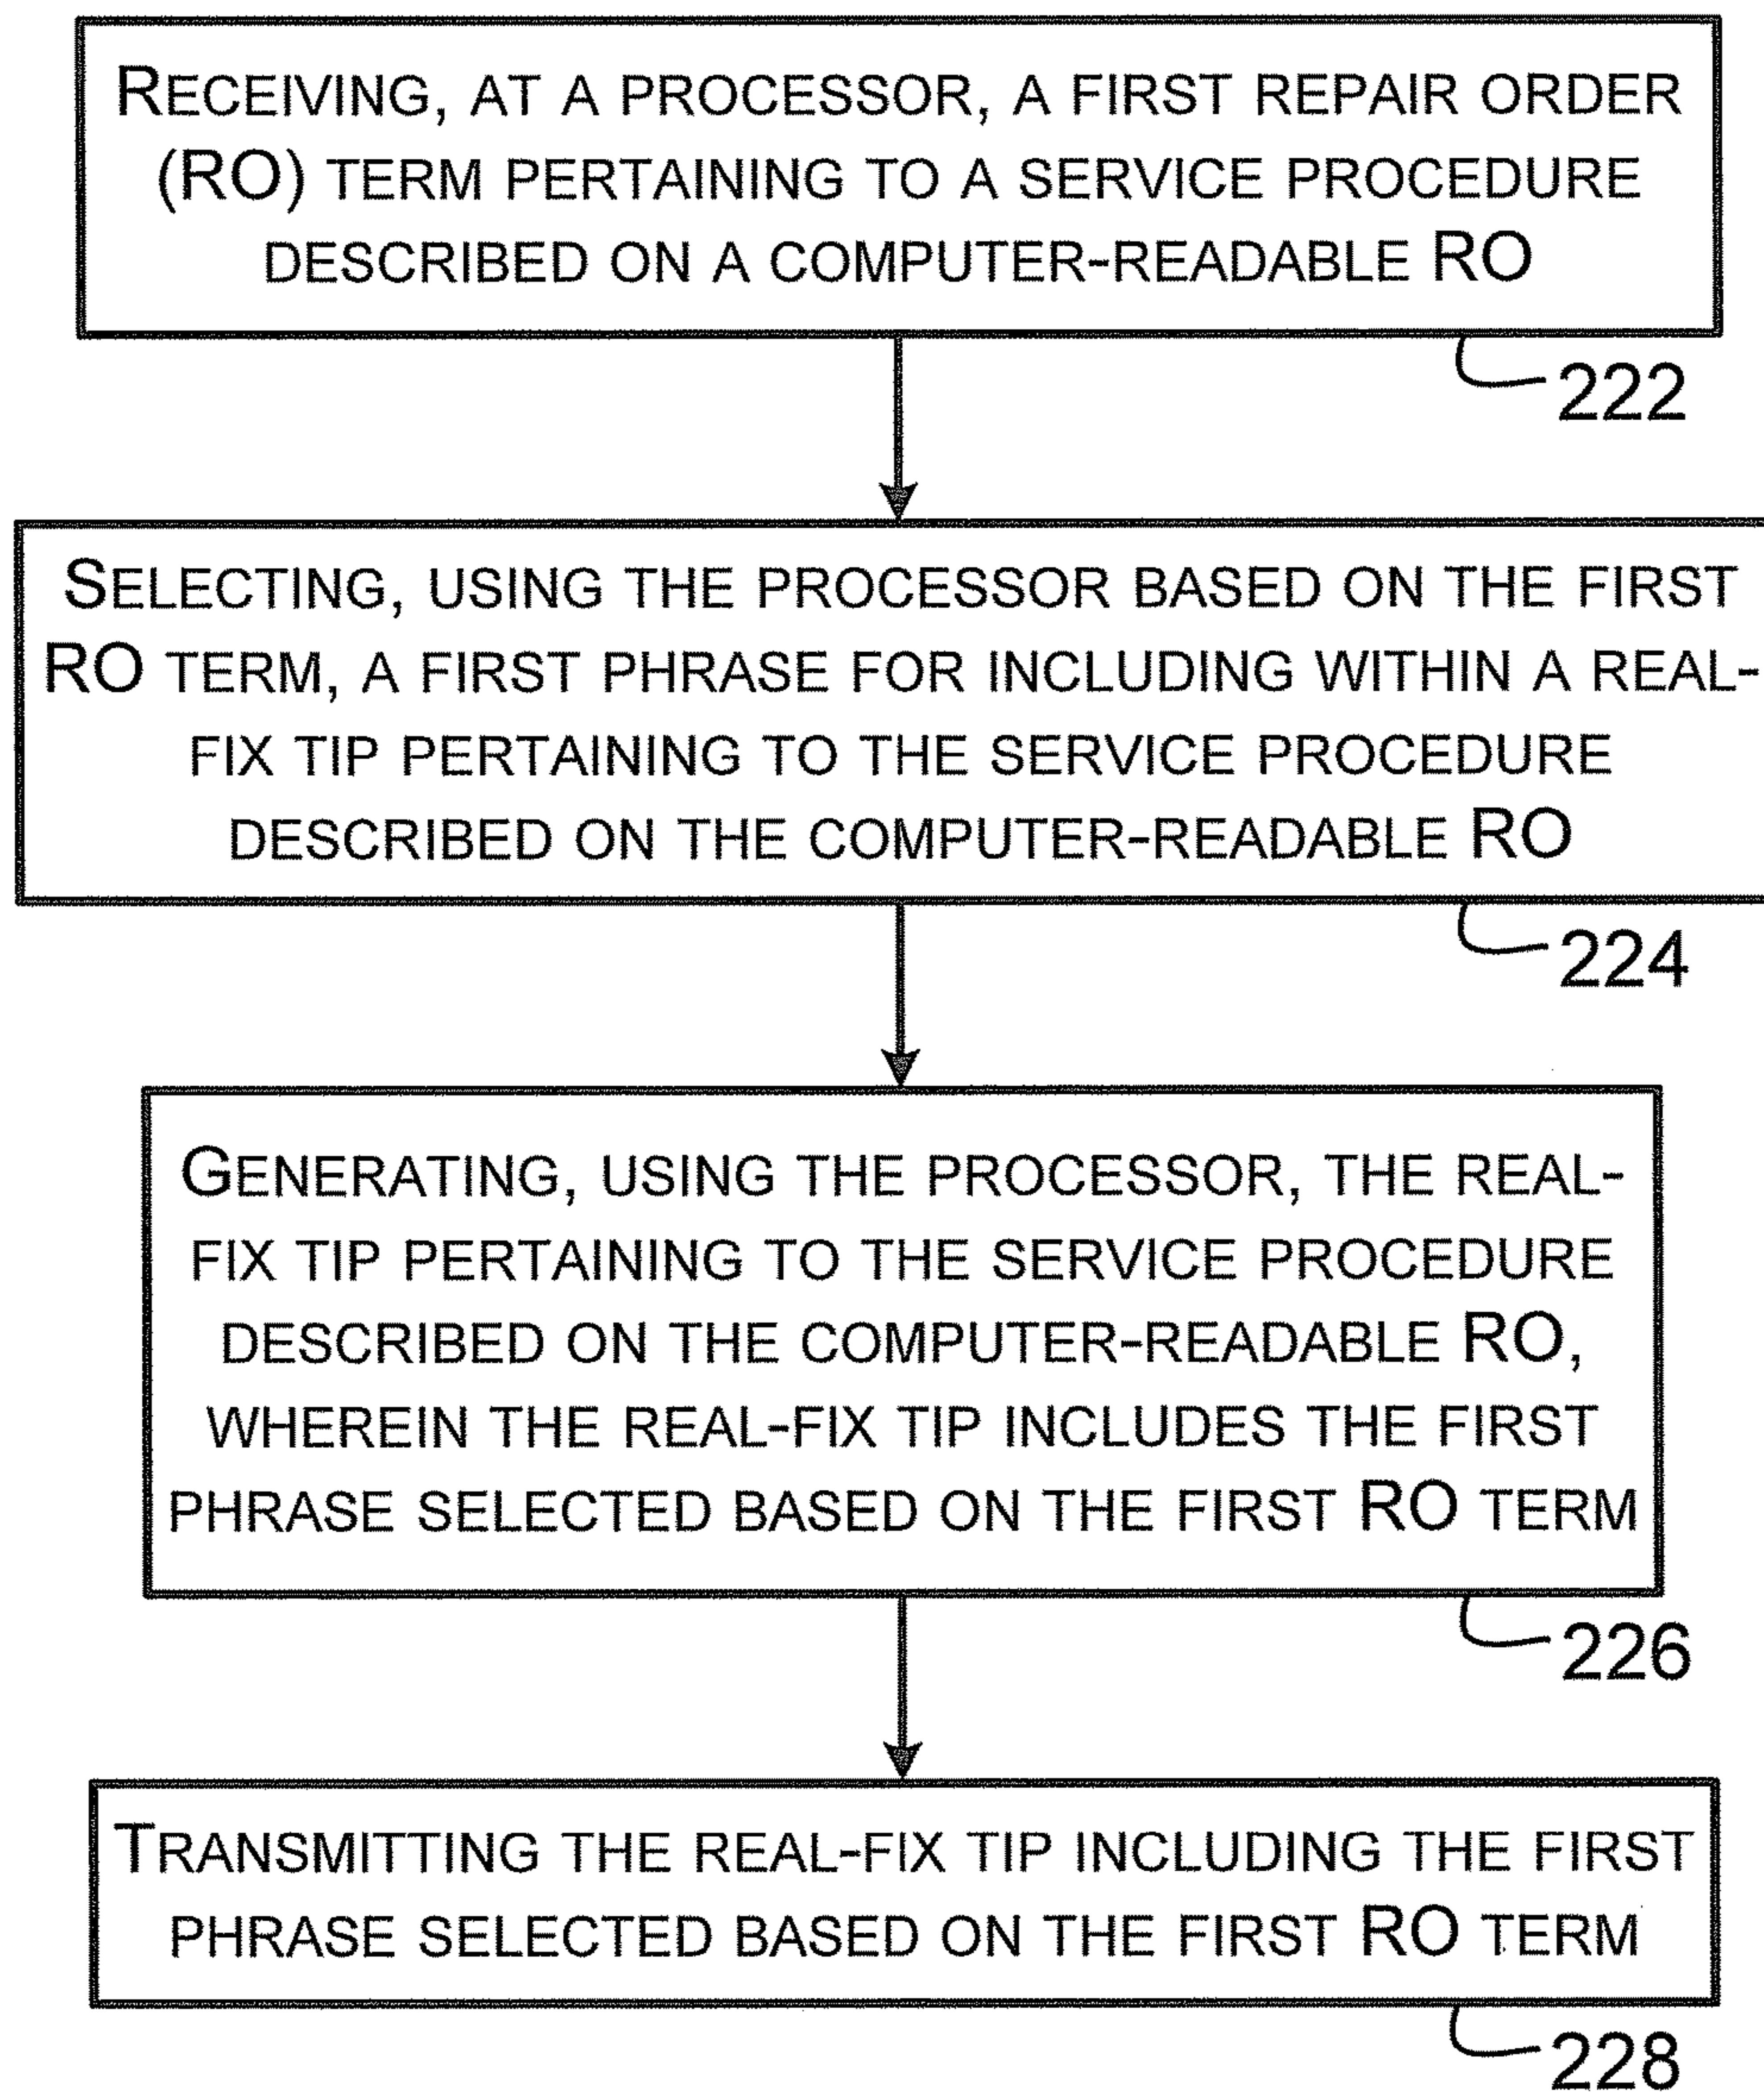 RECEIVING, AT A PROCESSOR, A FIRST REPAIR ORDER
(RO) TERM PERTAINING TO A SERVICE PROCEDURE
DESCRIBED ON A COMPUTER-READABLE RO
222
SELECTING, USING THE PROCESSOR BASED ON THE FIRST
RO TERM, A FIRST PHRASE FOR INCLUDING WITHIN A REAL-
FIX TIP PERTAINING TO THE SERVICE PROCEDURE
DESCRIBED ON THE COMPUTER-READABLE RO
224
GENERATING, USING THE PROCESSOR, THE REAL-
FIX TIP PERTAINING TO THE SERVICE PROCEDURE
DESCRIBED ON THE COMPUTER-READABLE RO,
WHEREIN THE REAL-FIX TIP INCLUDES THE FIRST
PHRASE SELECTED BASED ON THE FIRST RO TERM
226
TRANSMITTING THE REAL-FIX TIP INCLUDING THE FIRST
PHRASE SELECTED BASED ON THE FIRST RO TERM
228